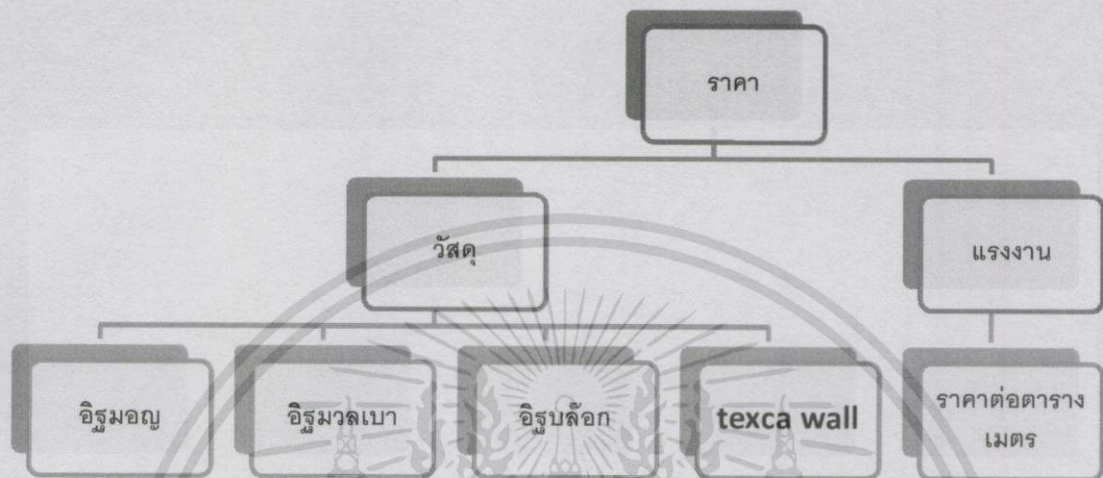 ราคา
วัสดุ
แรงงาน
อิฐมอญ
อิฐมวลเบา
อิฐบล๊อก
texca wall
ราคาต่อตาราง
เมตร